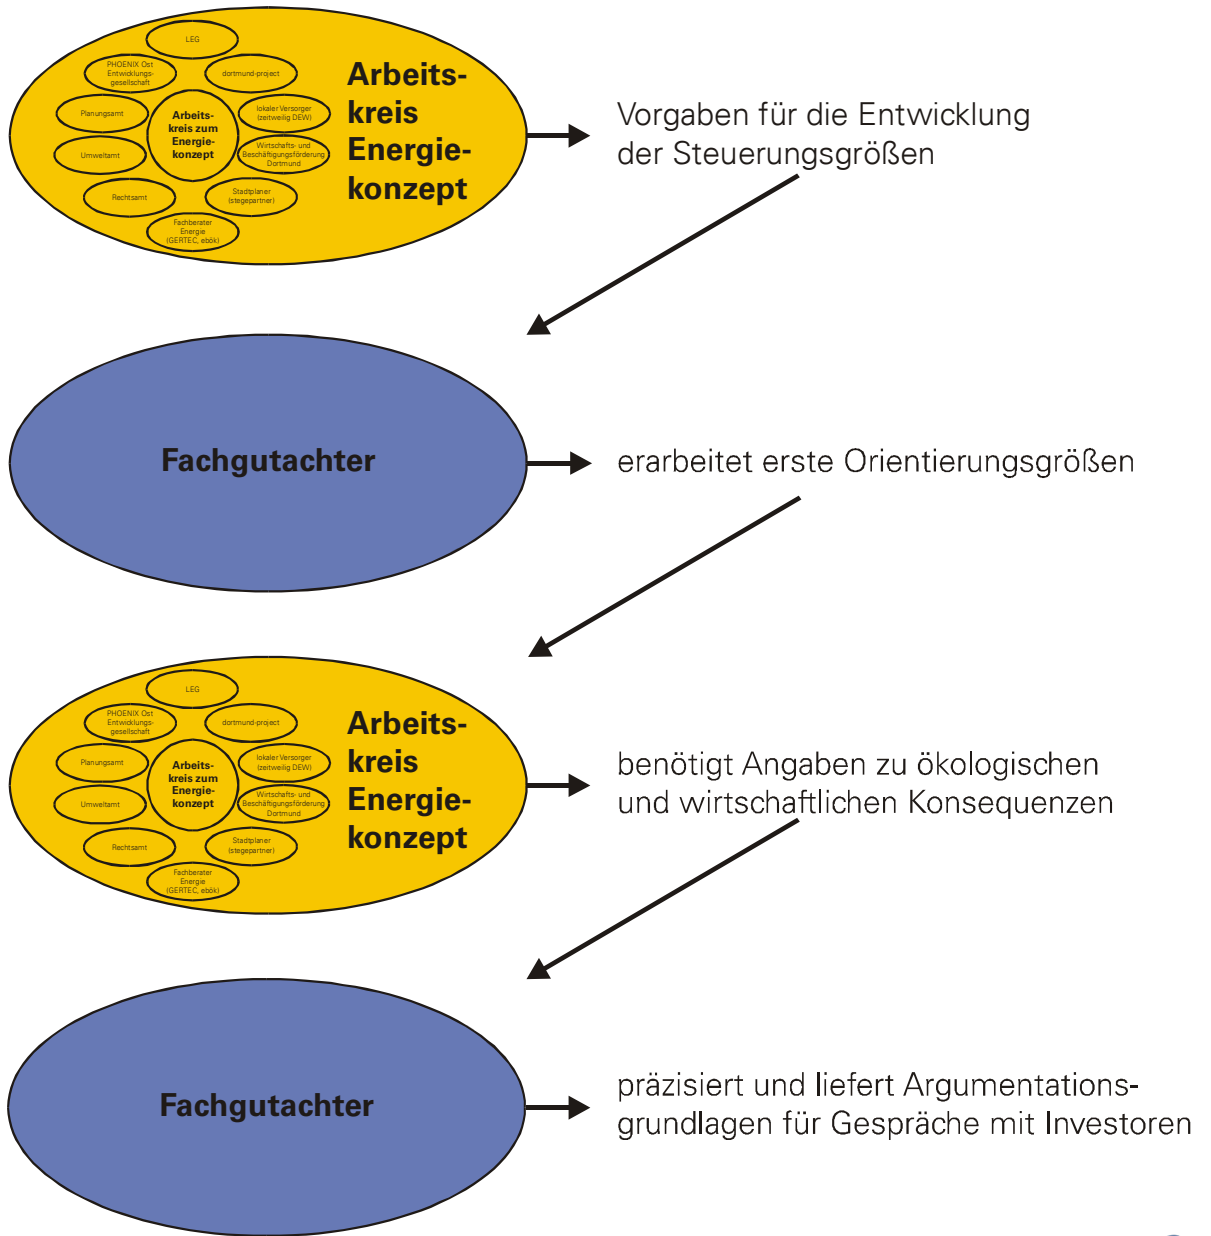 LEG
PHOENIX Ost
Entwicklungs-
gesellschaft
dortmund-project
Planungsamt
lokaler Versorger
(zeitweilig DEW)
Arbeits-
kreis zum
Energie-
konzept
Umweltamt
Wirtschafts- und
Beschäftigungsförderung
Dortmund
Rechtsamt
Stadtplaner
(stegepartner)
Fachberater
Energie
(GERTEC, ebök)
Arbeits-
kreis
Energie-
konzept
Vorgaben für die Entwicklung
der Steuerungsgrößen
Fachgutachter
erarbeitet erste Orientierungsgrößen
LEG
PHOENIX Ost
Entwicklungs-
gesellschaft
dortmund-project
Planungsamt
lokaler Versorger
(zeitweilig DEW)
Arbeits-
kreis zum
Energie-
konzept
Umweltamt
Wirtschafts- und
Beschäftigungsförderung
Dortmund
Rechtsamt
Stadtplaner
(stegepartner)
Fachberater
Energie
(GERTEC, ebök)
Arbeits-
kreis
Energie-
konzept
benötigt Angaben zu ökologischen
und wirtschaftlichen Konsequenzen
Fachgutachter
präzisiert und liefert Argumentations-
grundlagen für Gespräche mit Investoren